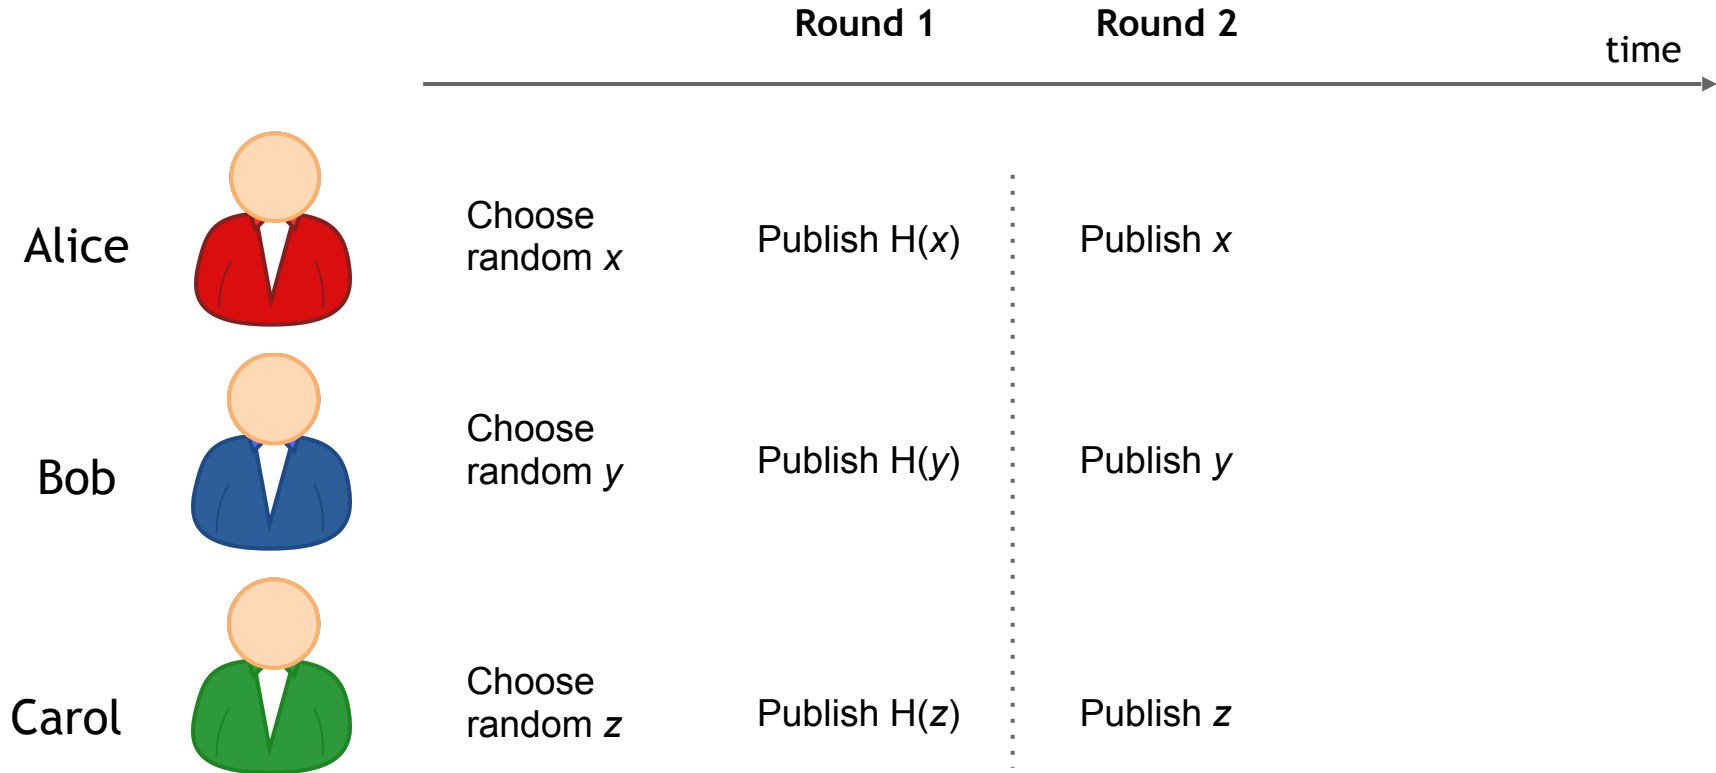 Round 1
Round 2
time
Alice
Choose
random x
Publish H(x)
Publish x
Bob
Choose
random y
Publish H(y)
Publish y
Carol
Choose
random z
Publish H(z)
Publish z